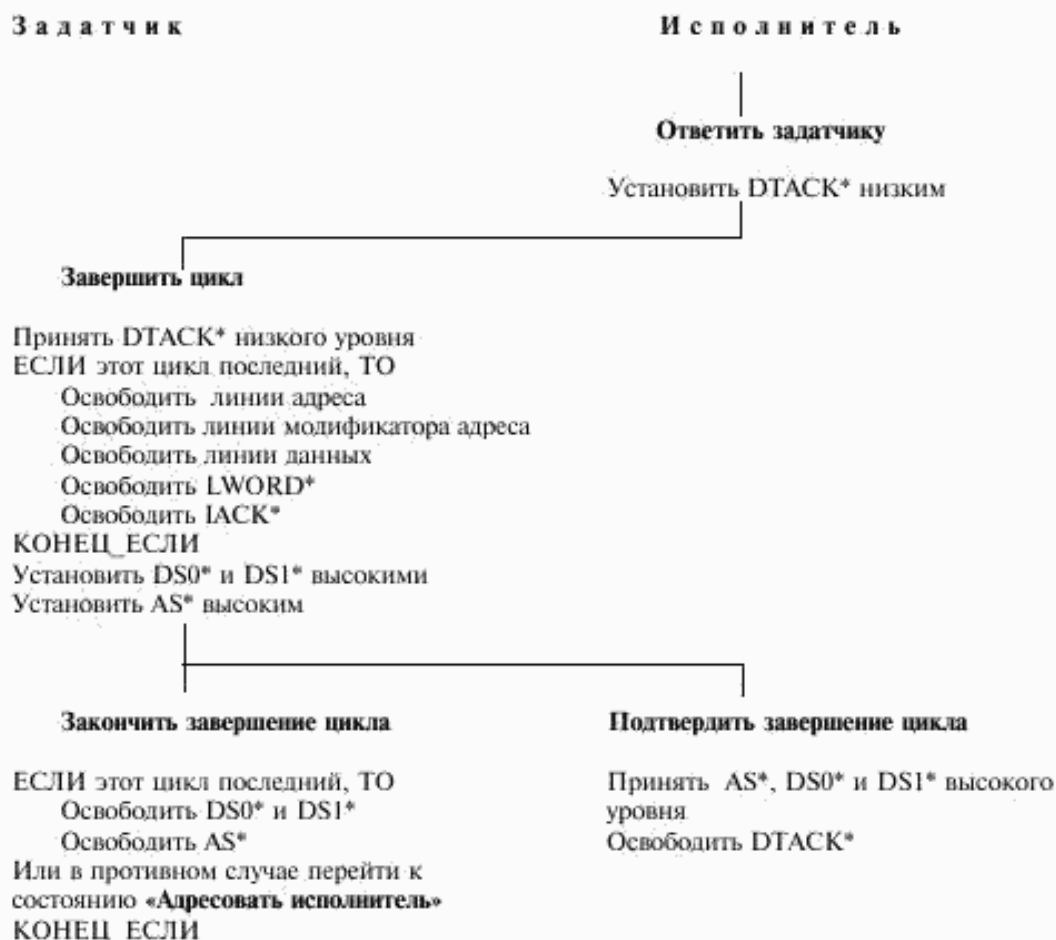 Задатчик Исполнитель
Ответить задатчику
Установить DTACK* низким
Завершить цикл
Принять DTACK* низкого уровня
ЕСЛИ этот цикл последний, ТО
Освободить линии адреса
Освободить линии модификатора адреса
Освободить линии данных
Освободить LWORD*
Освободить IACK*
КОНЕЦ_ЕСЛИ
Установить DS0* и DS1* высокими
Установить AS* высоким
Закончить завершение цикла
ЕСЛИ этот цикл последний, ТО
Освободить DS0* и DS1*
Освободить AS*
Или в противном случае перейти к
состоянию «Адресовать исполнитель»
КОНЕЦ_ЕСЛИ
Подтвердить завершение цикла
Принять AS*, DS0* и DS1* высокого
уровня
Освободить DTACK*